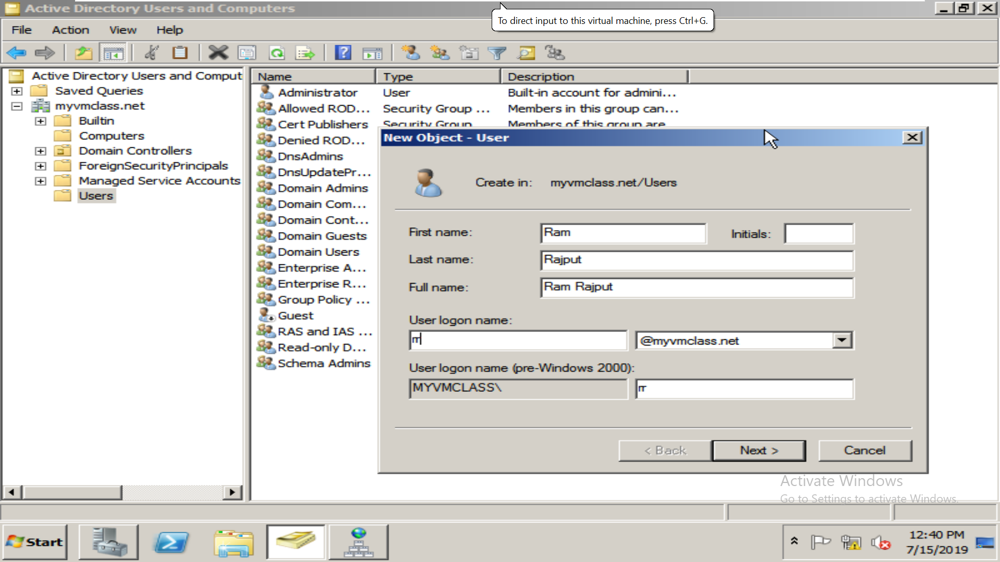 Active Directory Users and Computers
To direct input to this virtual machine, press Ctrl+G.
File Action View Help
Active Directory Users and Comput
Saved Queries
myvmclass.net
Builtin
Computers
Domain Controllers
ForeignSecurityPrincipals
Managed Service Accounts
Users
Name Type Description
Administrator User Built-in account for admini...
Allowed ROD... Security Group ... Members in this group can...
Cert Publishers Security Group Members of this group are
Denied ROD...
DnsAdmins
DnsUpdatePr...
Domain Admins
Domain Com...
Domain Cont...
Domain Guests
Domain Users
Enterprise A...
Enterprise R...
Group Policy ...
Guest
RAS and IAS ...
Read-only D...
Schema Admins
New Object - User
Create in: myvmclass.net/Users
First name: Ram Initials:
Last name: Rajput
Full name: Ram Rajput
User logon name:
rr @myvmclass.net
User logon name (pre-Windows 2000):
MYVMCLASS\ rr
< Back Next > Cancel
Activate Windows
Go to Settings to activate Windows.
Start
12:40 PM
7/15/2019